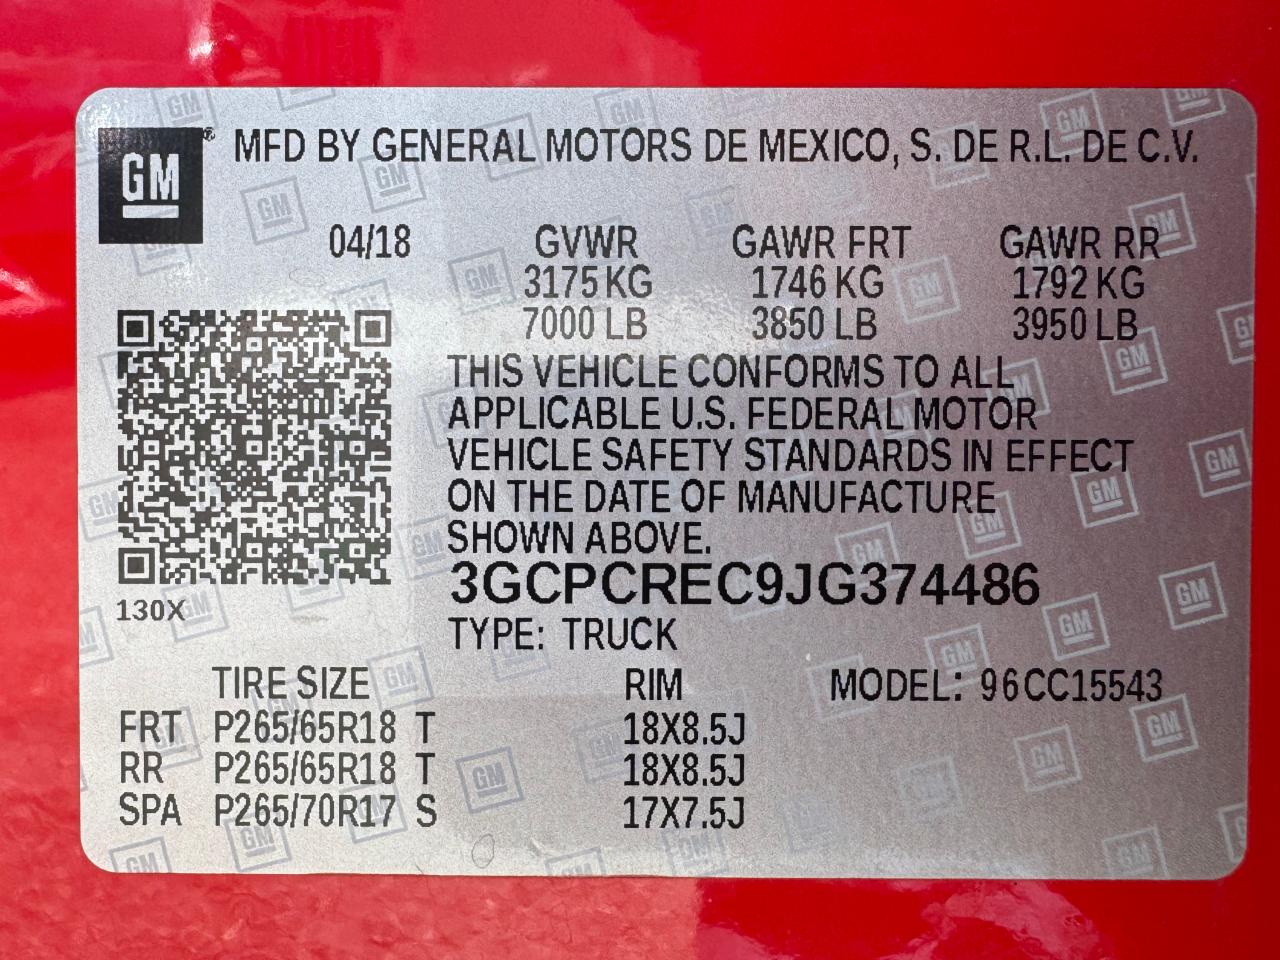 GM® MFD BY GENERAL MOTORS DE MEXICO, S. DE R.L. DE C.V.
04/18 GVWR GAWR FRT GAWR RR
3175 KG 1746 KG 1792 KG
7000 LB 3850 LB 3950 LB
THIS VEHICLE CONFORMS TO ALL
APPLICABLE U.S. FEDERAL MOTOR
VEHICLE SAFETY STANDARDS IN EFFECT
ON THE DATE OF MANUFACTURE
SHOWN ABOVE.
3GCPCREC9JG374486
130X
TYPE: TRUCK
TIRE SIZE RIM MODEL: 96CC15543
FRT P265/65R18 T 18X8.5J
RR P265/65R18 T 18X8.5J
SPA P265/70R17 S 17X7.5J